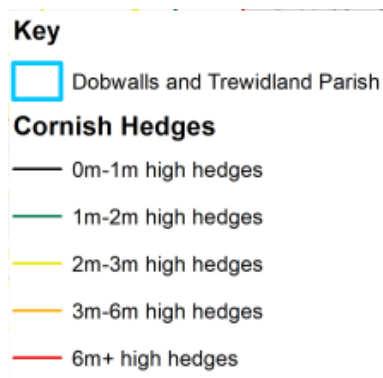 Key
Dobwalls and Trewidland Parish
Cornish Hedges
0m-1m high hedges
1m-2m high hedges
2m-3m high hedges
3m-6m high hedges
6m+ high hedges